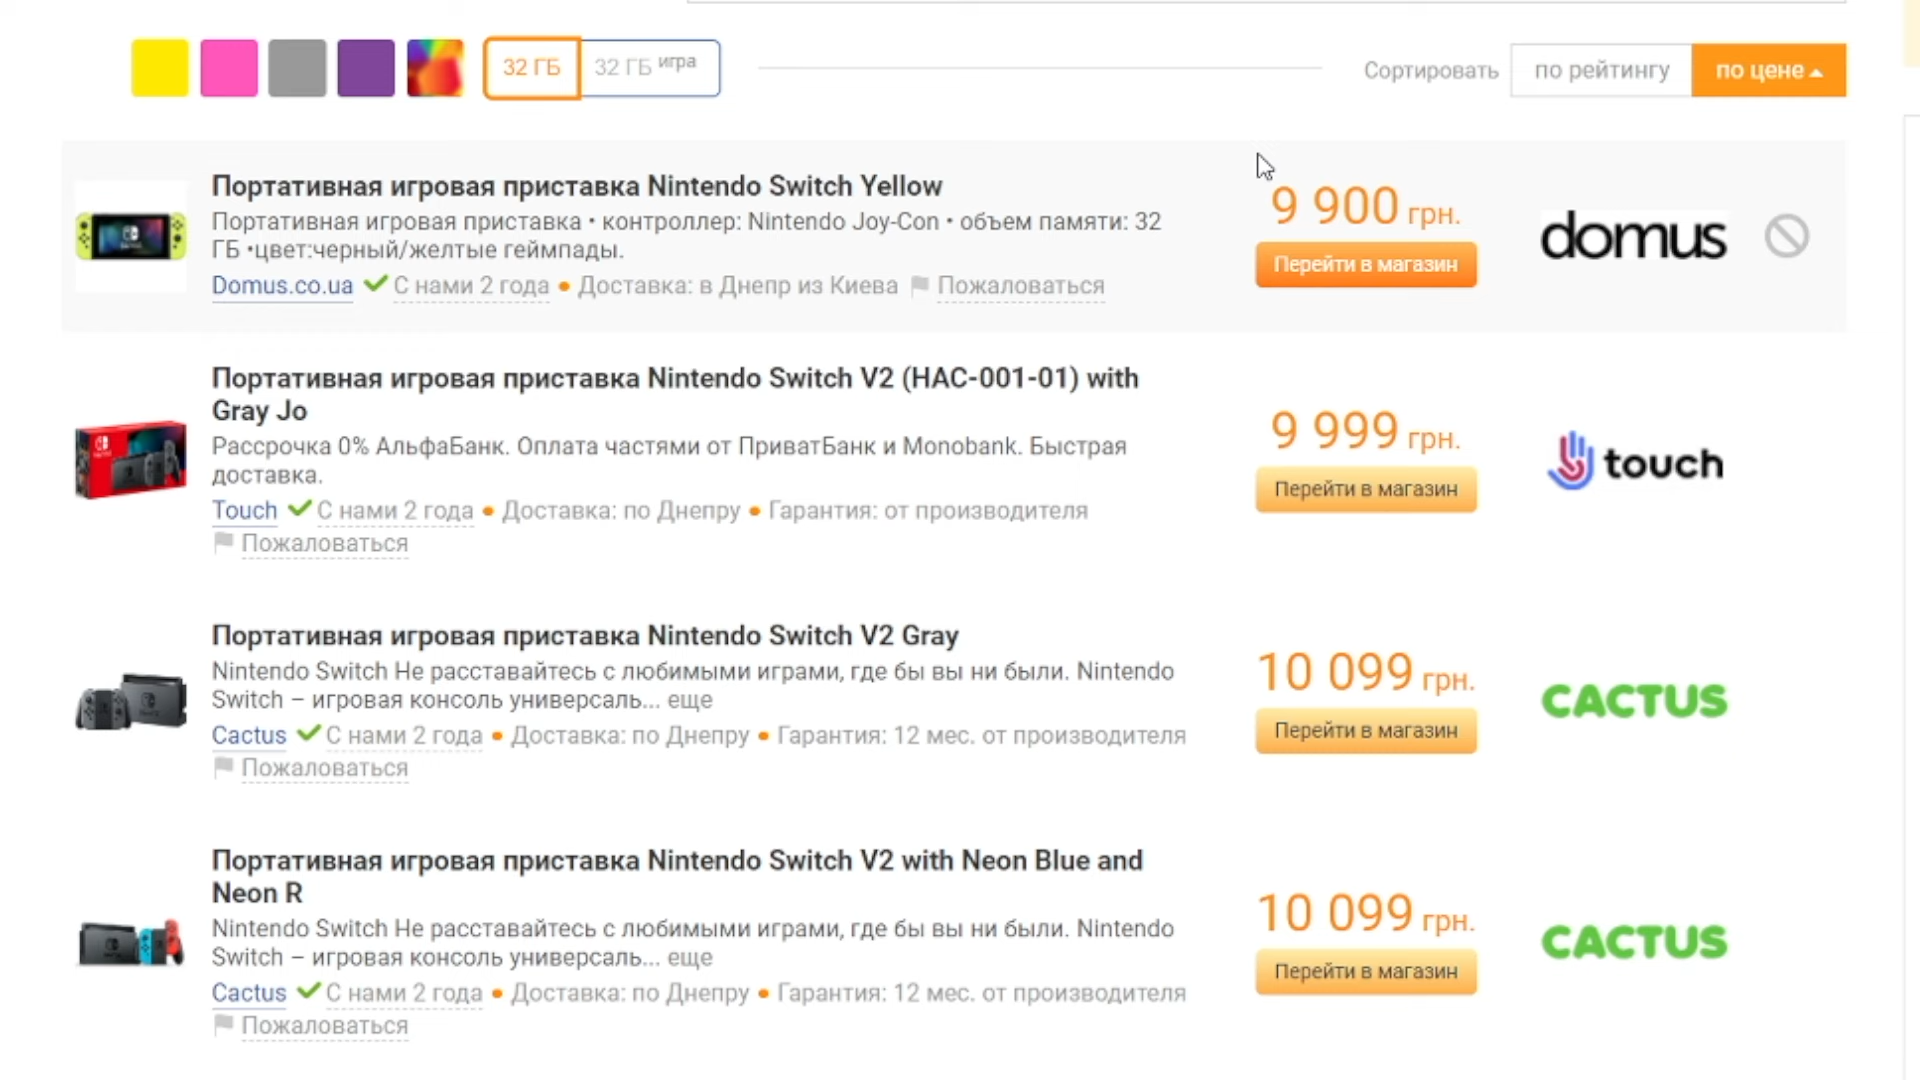 32 ГБ 32 ГБ игра Сортировать по рейтингу по цене
Портативная игровая приставка Nintendo Switch Yellow
Портативная игровая приставка • контроллер: Nintendo Joy-Con • объем памяти: 32
ГБ •цвет:черный/желтые геймпады.
Domus.co.ua С нами 2 года • Доставка: в Днепр из Киева Пожаловаться
9 900 грн.
Перейти в магазин
domus
Портативная игровая приставка Nintendo Switch V2 (HAC-001-01) with
Gray Jo
Рассрочка 0% АльфаБанк. Оплата частями от ПриватБанк и Monobank. Быстрая
доставка.
Touch С нами 2 года • Доставка: по Днепру • Гарантия: от производителя
Пожаловаться
9 999 грн.
Перейти в магазин
touch
Портативная игровая приставка Nintendo Switch V2 Gray
Nintendo Switch Не расставайтесь с любимыми играми, где бы вы ни были. Nintendo
Switch – игровая консоль универсаль... еще
Cactus С нами 2 года • Доставка: по Днепру • Гарантия: 12 мес. от производителя
Пожаловаться
10 099 грн.
Перейти в магазин
CACTUS
Портативная игровая приставка Nintendo Switch V2 with Neon Blue and
Neon R
Nintendo Switch Не расставайтесь с любимыми играми, где бы вы ни были. Nintendo
Switch – игровая консоль универсаль... еще
Cactus С нами 2 года • Доставка: по Днепру • Гарантия: 12 мес. от производителя
Пожаловаться
10 099 грн.
Перейти в магазин
CACTUS